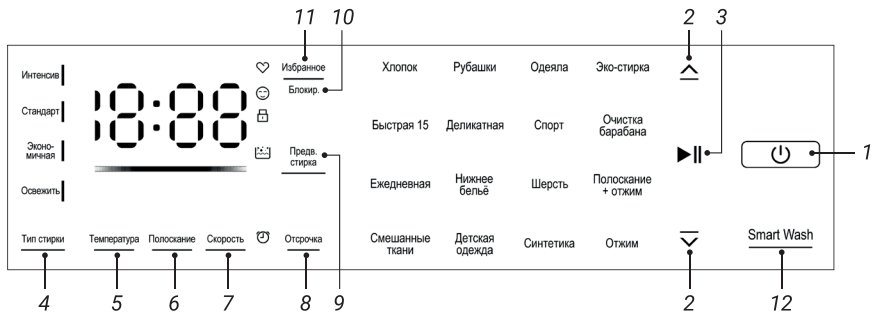 11 10 2 3
Избранное
Блокир.
Интенсив
Стандарт
Эконо-
мичная
Освежить
18:88
Предв.
стирка
Хлопок Рубашки Одеяла Эко-стирка
Быстрая 15 Деликатная Спорт Очистка
барабана
Ежедневная Нижнее
бельё Шерсть Полоскание
+ отжим
Смешанные
ткани Детская
одежда Синтетика Отжим
1
Тип стирки Температура Полоскание Скорость Отсрочка
Smart Wash
4 5 6 7 8 9 2 12